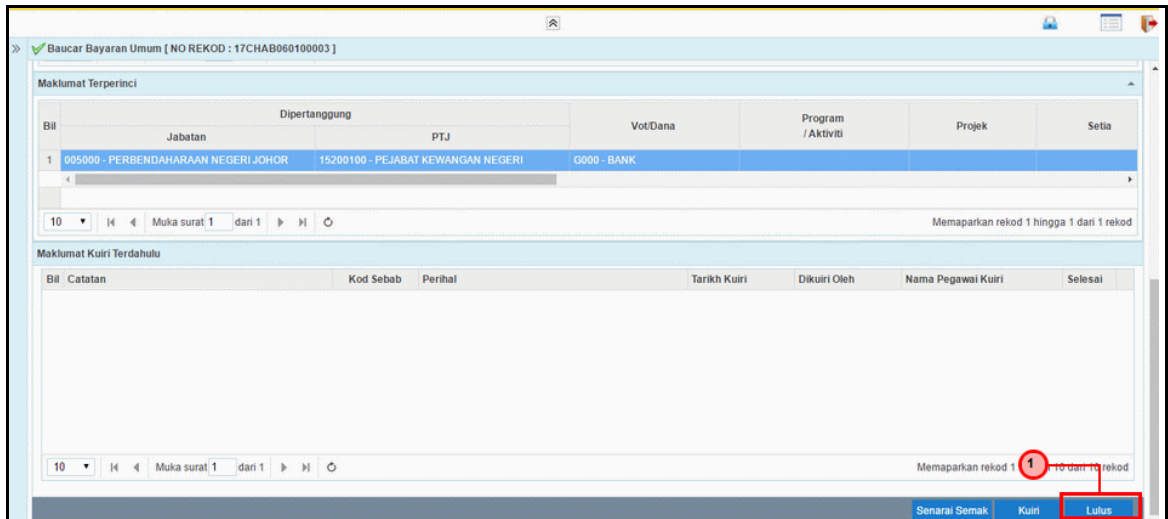 Baucar Bayaran Umum [ NO REKOD : 17CHAB060100003 ]
Maklumat Terperinci
Bil Dipertanggung Vot/Dana Program / Aktiviti Projek Setia
Jabatan PTJ
1 005000 - PERBENDAHARAAN NEGERI JOHOR 15200100 - PEJABAT KEWANGAN NEGERI G000 - BANK
10 Muka surat 1 dari 1 Memaparkan rekod 1 hingga 1 dari 1 rekod
Maklumat Kuiri Terdahulu
Bil Catatan Kod Sebab Perihal Tarikh Kuiri Dikuiri Oleh Nama Pegawai Kuiri Selesai
10 Muka surat 1 dari 1 Memaparkan rekod 1 1 10 dari 10 rekod
Senarai Semak Kuiri Lulus